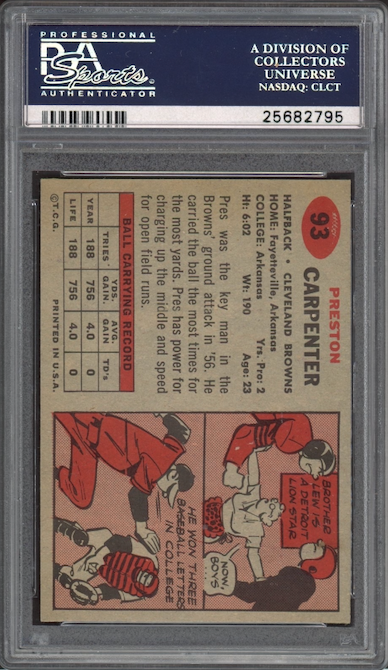 PROFESSIONAL
PSA
Sports
AUTHENTICATOR
A DIVISION OF
COLLECTORS
UNIVERSE
NASDAQ: CLCT
25682795
93
PRESTON
CARPENTER
HALFBACK • CLEVELAND BROWNS
HOME: Fayetteville, Arkansas
COLLEGE: Arkansas Yrs. Pro: 2
Ht: 6:02 Wt: 190 Age: 23
Pres was the key man in the
Browns' ground attack in '56. He
carried the ball the most times for
the most yards. Pres has power for
charging up the middle and speed
for open field runs.
BALL CARRYING RECORD
YDS. AVG.
TRIES GAIN. GAIN TD's
YEAR 188 756 4.0 0
LIFE 188 756 4.0 0
©T.C.G. PRINTED IN U.S.A.
BROTHER
LEW IS
A DETROIT
LION STAR
NOW,
BOYS...
HE WON THREE
BASEBALL LETTERS
IN COLLEGE